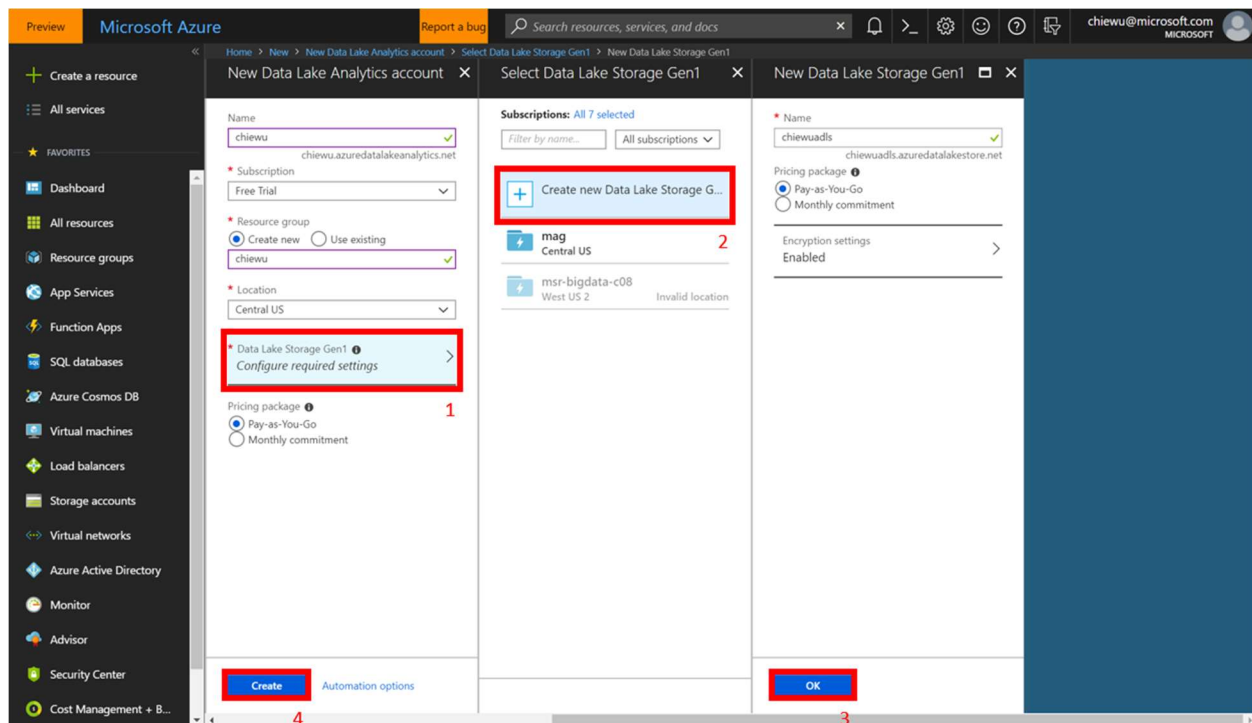 Preview
Microsoft Azure
Report a bug
Search resources, services, and docs
chiewu@microsoft.com
MICROSOFT
Home > New > New Data Lake Analytics account > Select Data Lake Storage Gen1 > New Data Lake Storage Gen1
Create a resource
All services
FAVORITES
Dashboard
All resources
Resource groups
App Services
Function Apps
SQL databases
Azure Cosmos DB
Virtual machines
Load balancers
Storage accounts
Virtual networks
Azure Active Directory
Monitor
Advisor
Security Center
Cost Management + B...
New Data Lake Analytics account
Name
chiewu
chiewu.azuredatalakeanalytics.net
* Subscription
Free Trial
* Resource group
Create new Use existing
chiewu
* Location
Central US
* Data Lake Storage Gen1
Configure required settings
1
Pricing package
Pay-as-You-Go
Monthly commitment
Create
Automation options
4
Select Data Lake Storage Gen1
Subscriptions: All 7 selected
Filter by name...
All subscriptions
Create new Data Lake Storage G...
2
mag
Central US
msr-bigdata-c08
West US 2 Invalid location
New Data Lake Storage Gen1
* Name
chiewuadls
chiewuadls.azuredatalakestore.net
Pricing package
Pay-as-You-Go
Monthly commitment
Encryption settings
Enabled
OK
3